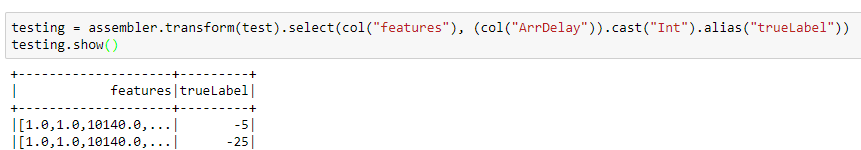 testing = assembler.transform(test).select(col("features"), (col("ArrDelay")).cast("Int").alias("trueLabel"))
testing.show()
+--------------------+---------+
|            features|trueLabel|
+--------------------+---------+
|[1.0,1.0,10140.0,...|       -5|
|[1.0,1.0,10140.0,...|      -25|